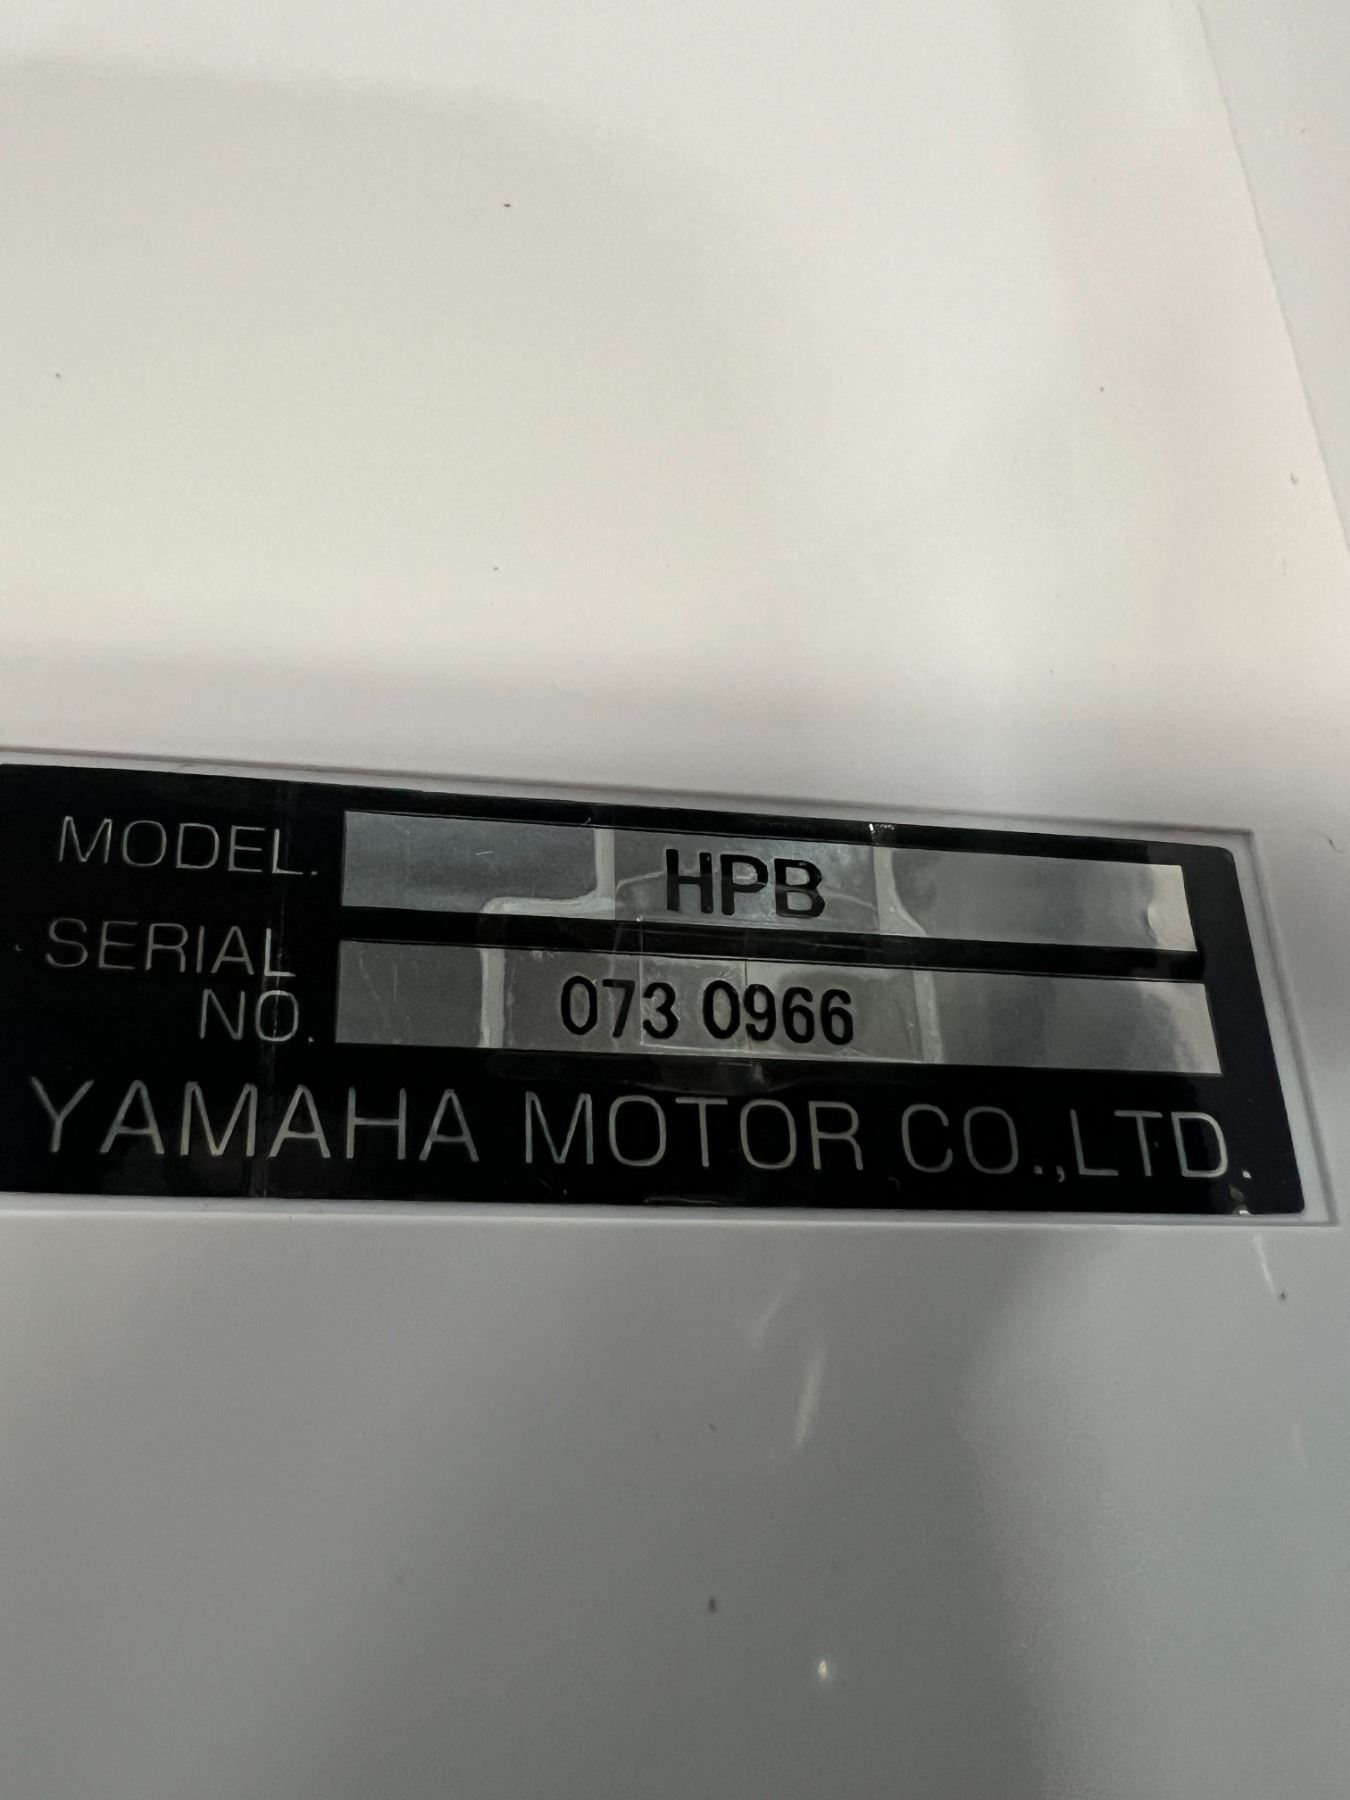 MODEL. HPB
SERIAL
NO. 073 0966
YAMAHA MOTOR CO.,LTD.